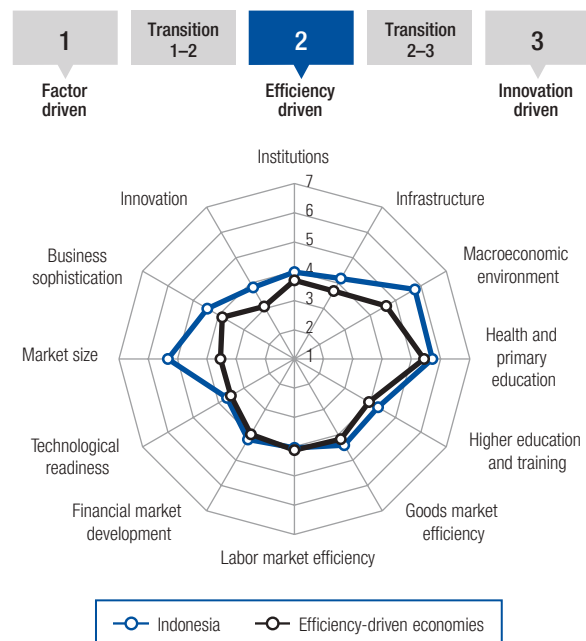 1
Transition
1–2
2
Transition
2–3
3
Factor
driven
Efficiency
driven
Innovation
driven
Institutions
Infrastructure
Macroeconomic
environment
Health and
primary
education
Higher education
and training
Goods market
efficiency
Labor market efficiency
Financial market
development
Technological
readiness
Market size
Business
sophistication
Innovation
7
6
5
4
3
2
1
Indonesia
Efficiency-driven economies